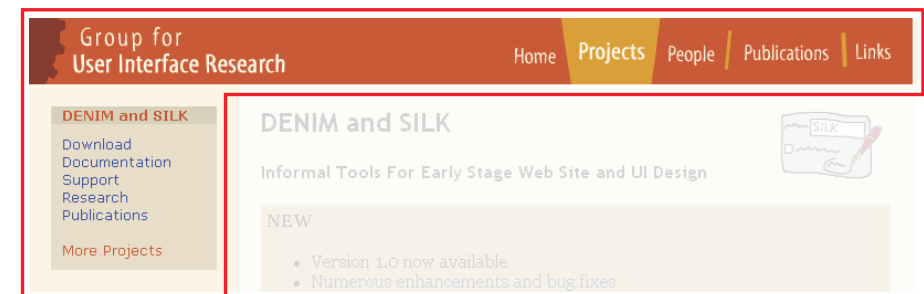 Group for
User Interface Research
Home Projects People Publications Links
DENIM and SILK
Download
Documentation
Support
Research
Publications
More Projects
DENIM and SILK
SILK
Informal Tools For Early Stage Web Site and UI Design
NEW
• Version 1.0 now available
• Numerous enhancements and bug fixes